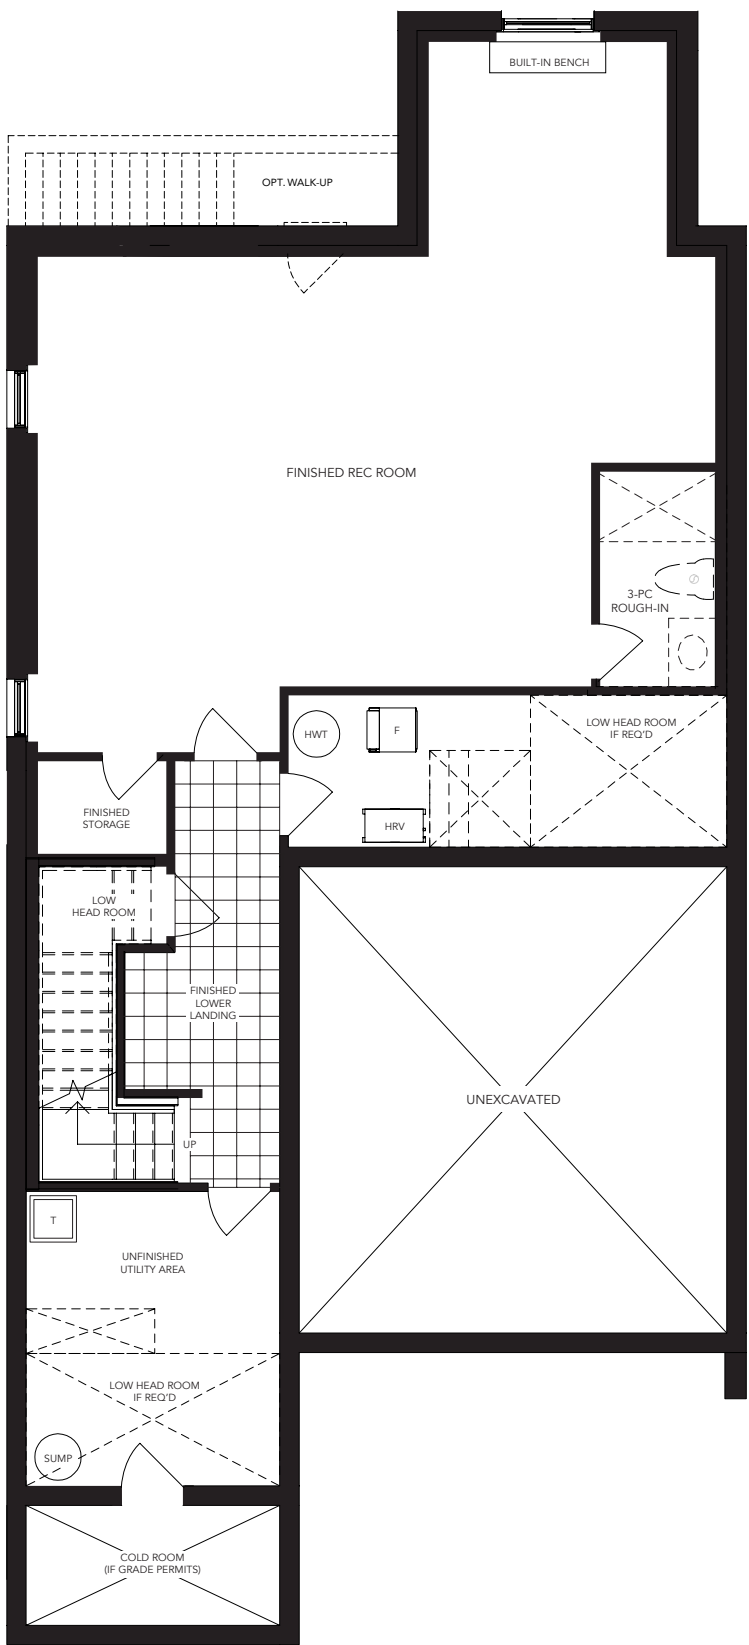 BUILT-IN BENCH
OPT. WALK-UP
FINISHED REC ROOM
3-PC
ROUGH-IN
LOW HEAD ROOM
IF REQ'D
HWT
F
HRV
FINISHED
STORAGE
LOW
HEAD ROOM
FINISHED
LOWER
LANDING
UNEXCAVATED
UP
T
UNFINISHED
UTILITY AREA
LOW HEAD ROOM
IF REQ'D
SUMP
COLD ROOM
(IF GRADE PERMITS)